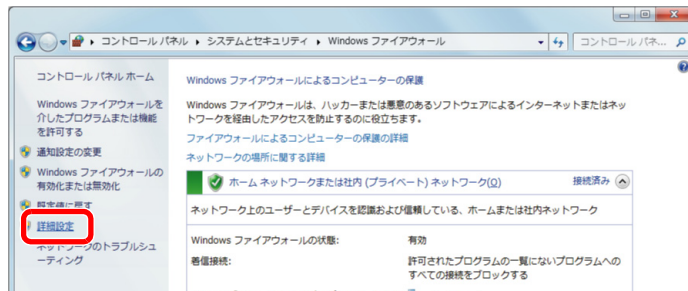 コントロール パネル ▸ システムとセキュリティ ▸ Windows ファイアウォール
コントロール パネ...
コントロール パネル ホーム
Windows ファイアウォールを
介したプログラムまたは機能
を許可する
通知設定の変更
Windows ファイアウォールの
有効化または無効化
既定値に戻す
詳細設定
ネットワークのトラブルシュ
ーティング
Windows ファイアウォールによるコンピューターの保護
Windows ファイアウォールは、ハッカーまたは悪意のあるソフトウェアによるインターネットまたはネッ
トワークを経由したアクセスを防止するのに役立ちます。
ファイアウォールによるコンピューターの保護の詳細
ネットワークの場所に関する詳細
ホーム ネットワークまたは社内 (プライベート) ネットワーク(O) 接続済み
ネットワーク上のユーザーとデバイスを認識および信頼している、ホームまたは社内ネットワーク
Windows ファイアウォールの状態: 有効
着信接続: 許可されたプログラムの一覧にないプログラムへの
すべての接続をブロックする